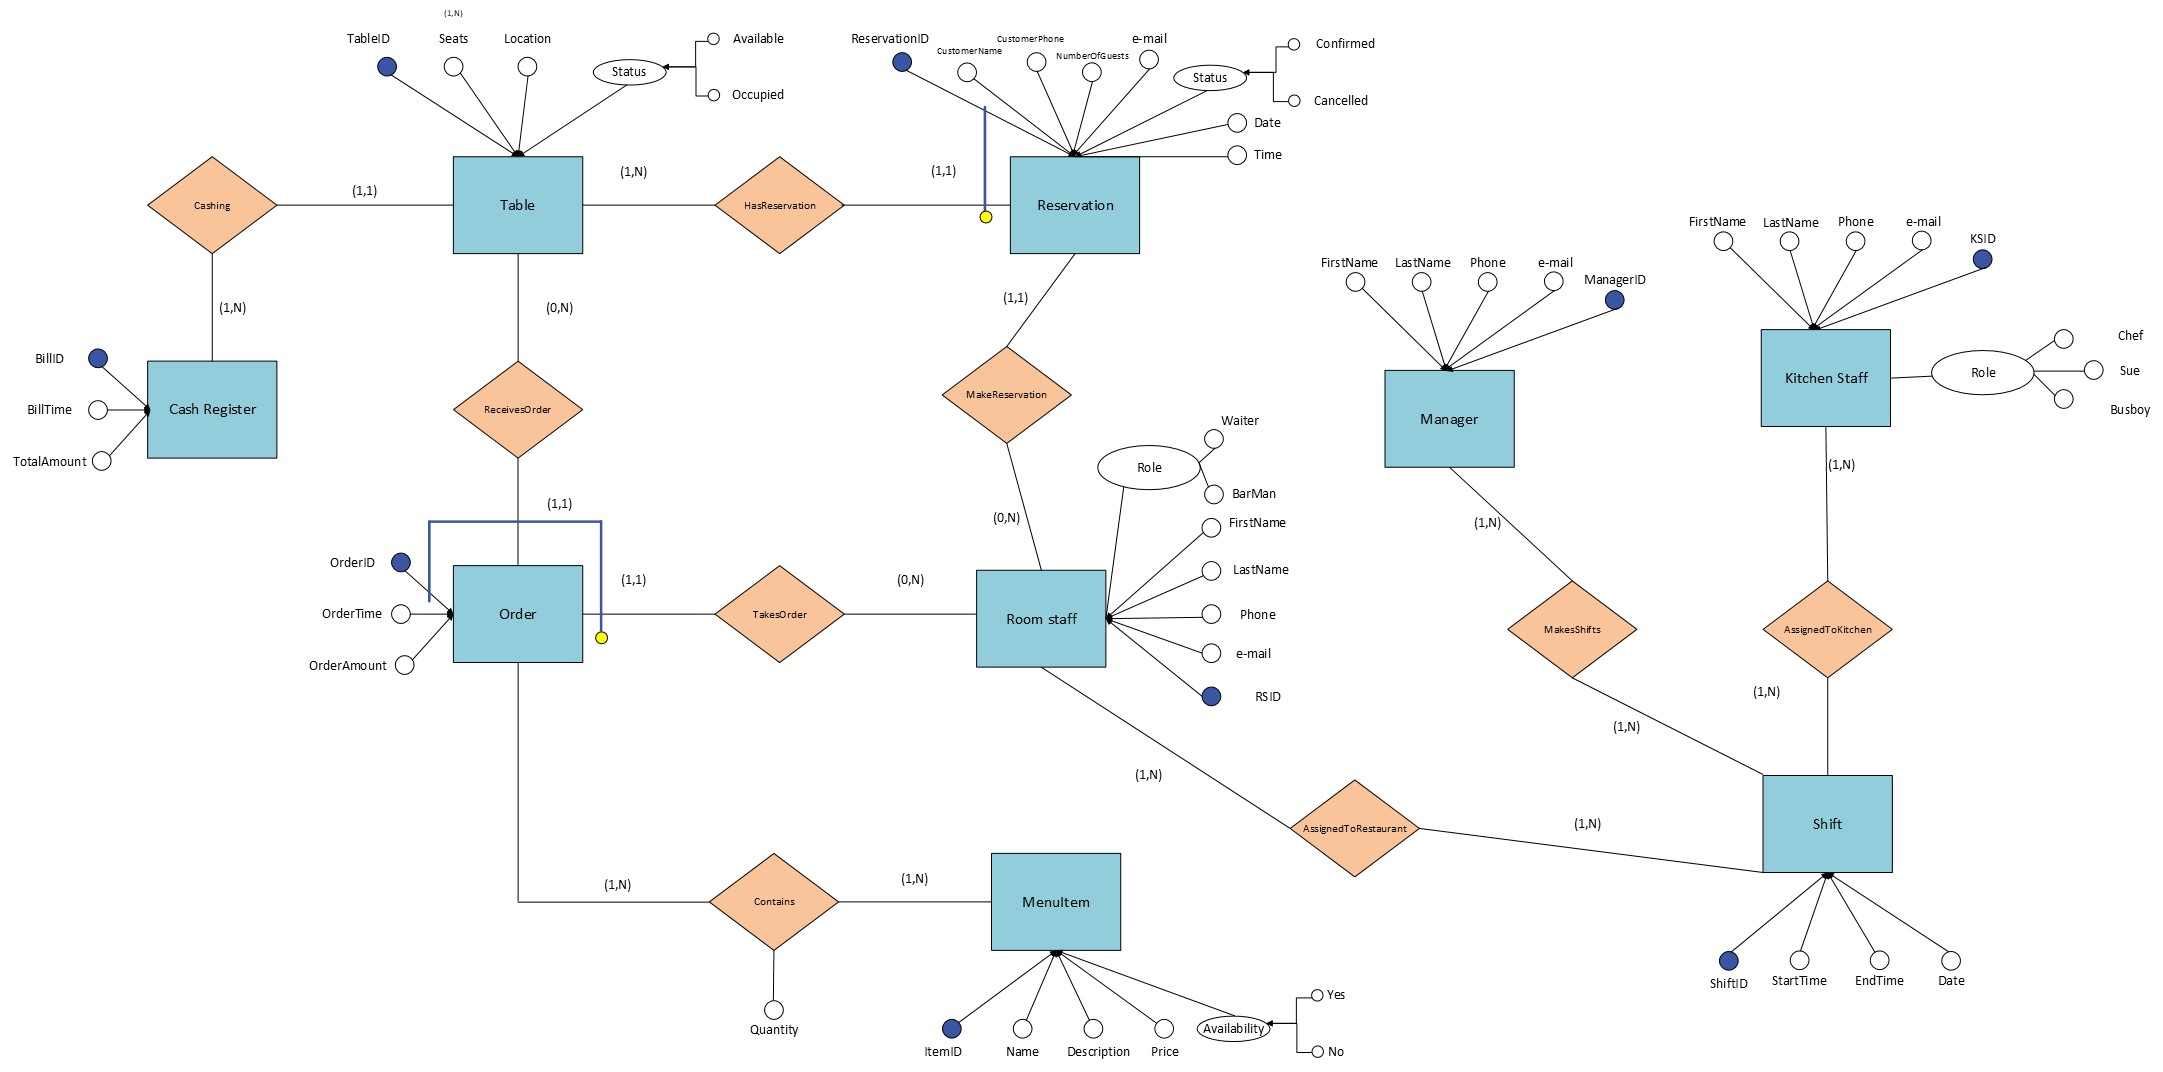 (1,N)
TableID
Seats
Location
Available
Status
Occupied
ReservationID
CustomerName
CustomerPhone
NumberOfGuests
e-mail
Confirmed
Status
Cancelled
Date
Time
Cashing
(1,1)
Table
(1,N)
HasReservation
(1,1)
Reservation
(1,N)
(0,N)
(1,1)
FirstName
LastName
Phone
e-mail
ManagerID
FirstName
LastName
Phone
e-mail
KSID
BillID
BillTime
TotalAmount
Cash Register
ReceivesOrder
MakeReservation
Manager
Kitchen Staff
Role
Chef
Sue
Busboy
Waiter
Role
BarMan
(1,N)
(1,1)
(0,N)
(1,N)
FirstName
LastName
Phone
e-mail
RSID
OrderID
OrderTime
OrderAmount
Order
(1,1)
TakesOrder
(0,N)
Room staff
MakesShifts
AssignedToKitchen
(1,N)
(1,N)
(1,N)
AssignedToRestaurant
(1,N)
Shift
(1,N)
Contains
(1,N)
MenuItem
ShiftID
StartTime
EndTime
Date
Quantity
ItemID
Name
Description
Price
Availability
Yes
No